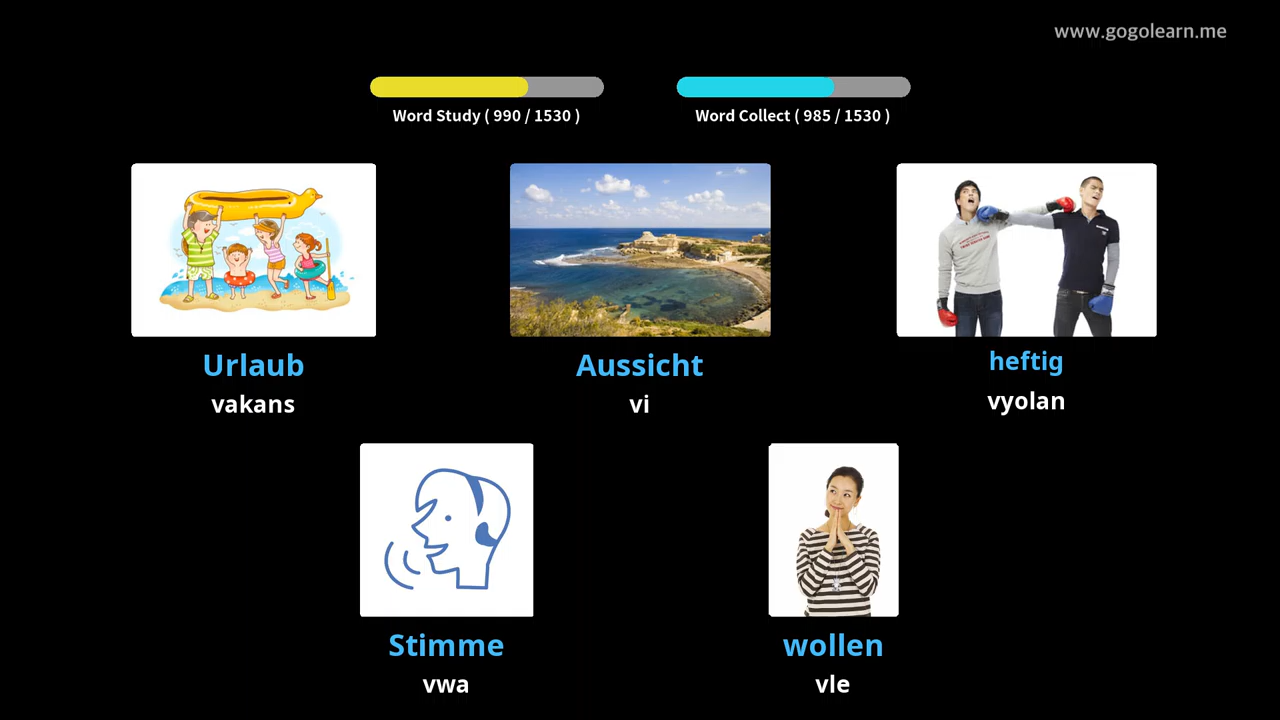 www.gogolearn.me
Word Study ( 990 / 1530 )
Word Collect ( 985 / 1530 )
Urlaub
vakans
Aussicht
vi
heftig
vyolan
Stimme
vwa
wollen
vle